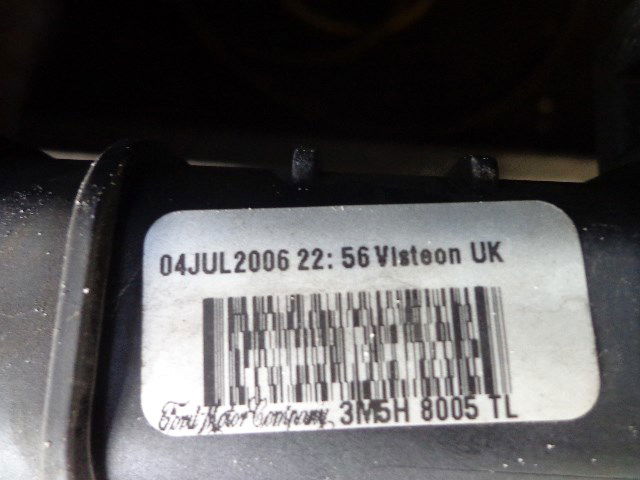 04JUL2006 22:56 Visteon UK
Ford Motor Company 3M5H 8005 TL